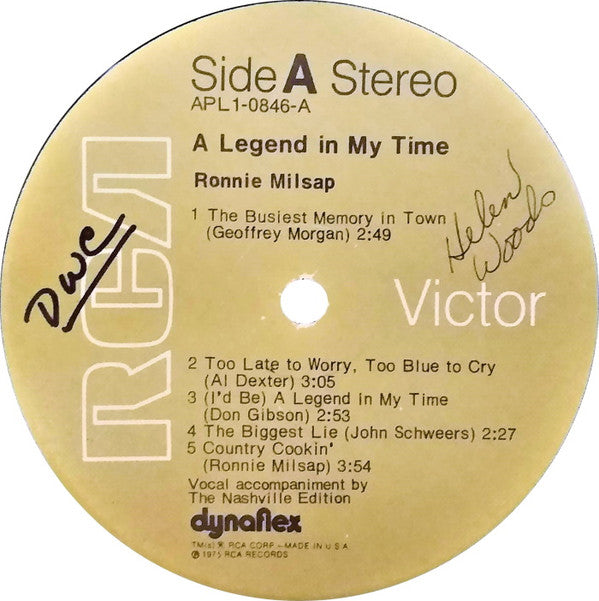 Side A Stereo
APL1-0846-A
A Legend in My Time
Ronnie Milsap
1 The Busiest Memory in Town
(Geoffrey Morgan) 2:49
Helen
Woods
DWC
RCA
Victor
2 Too Late to Worry, Too Blue to Cry
(Al Dexter) 3:05
3 (I'd Be) A Legend in My Time
(Don Gibson) 2:53
4 The Biggest Lie (John Schweers) 2:27
5 Country Cookin'
(Ronnie Milsap) 3:54
Vocal accompaniment by
The Nashville Edition
dynaflex
TM(s) ® RCA CORP – MADE IN U.S.A.
℗ 1975 RCA RECORDS